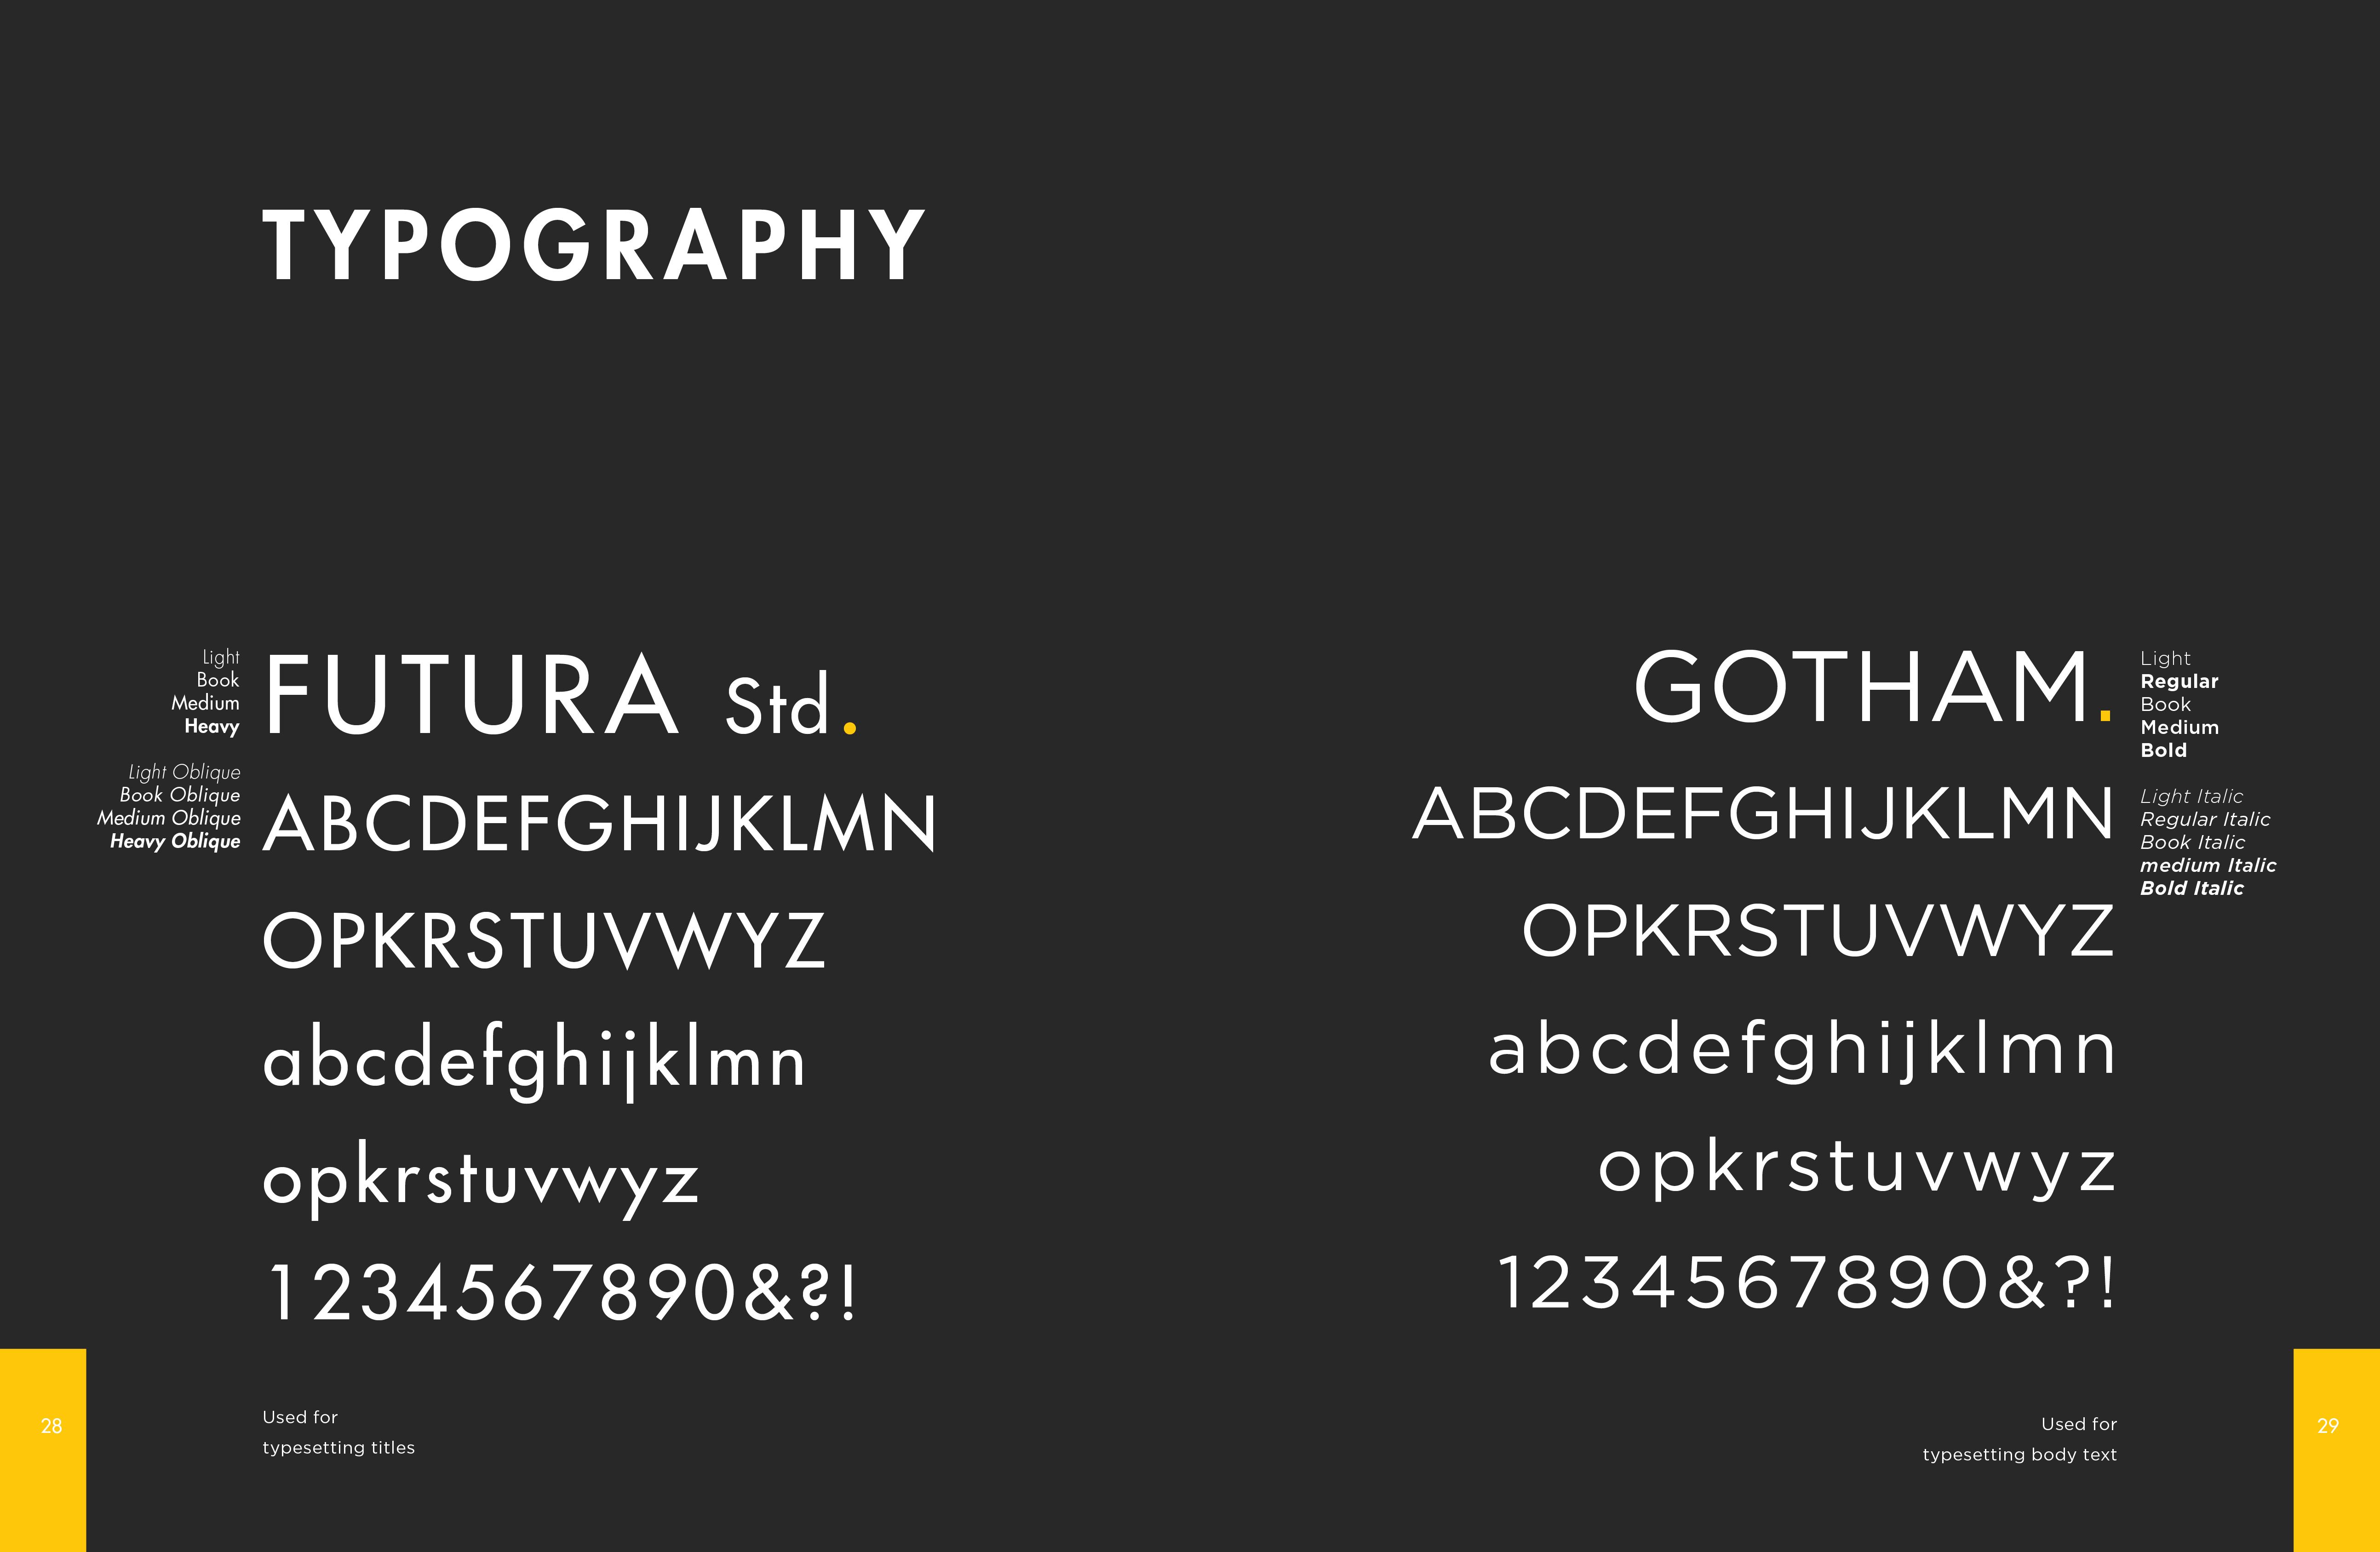 TYPOGRAPHY
Light
Book
Medium
Heavy
Light Oblique
Book Oblique
Medium Oblique
Heavy Oblique
FUTURA Std.
ABCDEFGHIJKLMN
OPKRSTUVWYZ
abcdefghijklmn
opkrstuvwyz
1234567890&?!
Used for
typesetting titles
28
GOTHAM.
ABCDEFGHIJKLMN
OPKRSTUVWYZ
abcdefghijklmn
opkrstuvwyz
1234567890&?!
Light
Regular
Book
Medium
Bold
Light Italic
Regular Italic
Book Italic
medium Italic
Bold Italic
Used for
typesetting body text
29